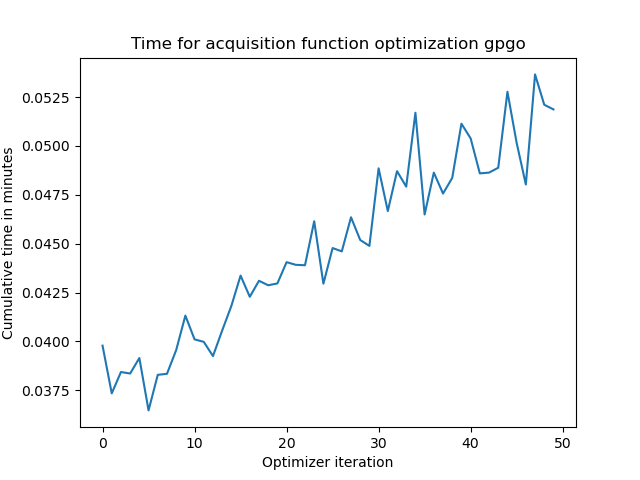 Time for acquisition function optimization gpgo
Cumulative time in minutes
0.0525
0.0500
0.0475
0.0450
0.0425
0.0400
0.0375
0 10 20 30 40 50
Optimizer iteration